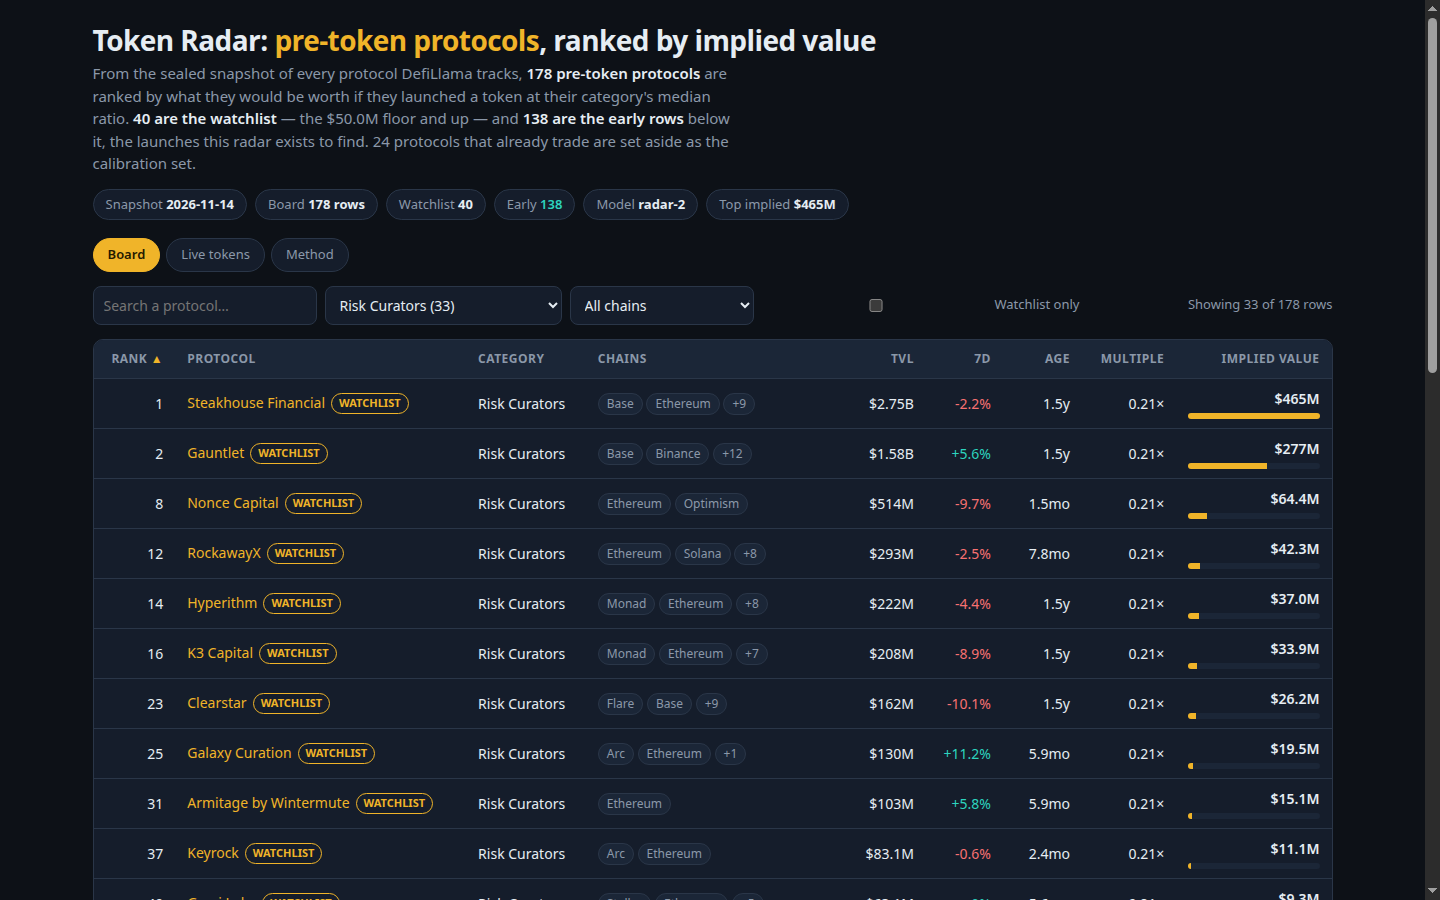 Token Radar: pre-token protocols, ranked by implied value
From the sealed snapshot of every protocol DefiLlama tracks, 178 pre-token protocols are
ranked by what they would be worth if they launched a token at their category's median
ratio. 40 are the watchlist — the $50.0M floor and up — and 138 are the early rows below
it, the launches this radar exists to find. 24 protocols that already trade are set aside as the
calibration set.
Snapshot 2026-11-14 Board 178 rows Watchlist 40 Early 138 Model radar-2 Top implied $465M
Board Live tokens Method
Search a protocol... Risk Curators (33) All chains Watchlist only Showing 33 of 178 rows
RANK ▲ PROTOCOL CATEGORY CHAINS TVL 7D AGE MULTIPLE IMPLIED VALUE
1 Steakhouse Financial WATCHLIST Risk Curators Base Ethereum +9 $2.75B -2.2% 1.5y 0.21× $465M
2 Gauntlet WATCHLIST Risk Curators Base Binance +12 $1.58B +5.6% 1.5y 0.21× $277M
8 Nonce Capital WATCHLIST Risk Curators Ethereum Optimism $514M -9.7% 1.5mo 0.21× $64.4M
12 RockawayX WATCHLIST Risk Curators Ethereum Solana +8 $293M -2.5% 7.8mo 0.21× $42.3M
14 Hyperithm WATCHLIST Risk Curators Monad Ethereum +8 $222M -4.4% 1.5y 0.21× $37.0M
16 K3 Capital WATCHLIST Risk Curators Monad Ethereum +7 $208M -8.9% 1.5y 0.21× $33.9M
23 Clearstar WATCHLIST Risk Curators Flare Base +9 $162M -10.1% 1.5y 0.21× $26.2M
25 Galaxy Curation WATCHLIST Risk Curators Arc Ethereum +1 $130M +11.2% 5.9mo 0.21× $19.5M
31 Armitage by Wintermute WATCHLIST Risk Curators Ethereum $103M +5.8% 5.9mo 0.21× $15.1M
37 Keyrock WATCHLIST Risk Curators Arc Ethereum $83.1M -0.6% 2.4mo 0.21× $11.1M